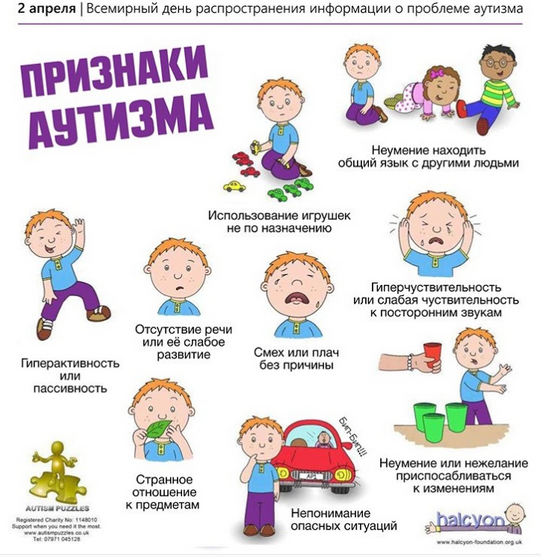 2 апреля | Всемирный день распространения информации о проблеме аутизма
ПРИЗНАКИ
АУТИЗМА
Неумение находить
общий язык с другими людьми
Использование игрушек
не по назначению
Гиперчуствительность
или слабая чуствительность
к посторонним звукам
Отсутствие речи
или её слабое
развитие
Смех или плач
без причины
Гиперактивность
или
пассивность
Странное
отношение
к предметам
Бип-Бип!!!
Непонимание
опасных ситуаций
Неумение или нежелание
приспосабливаться
к изменениям
AUTISM PUZZLES
Registered Charity No: 1148010
Support when you need it the most.
www.autismpuzzles.co.uk
Tel: 07971 045128
halcyon
www.halcyon-foundation.org.uk